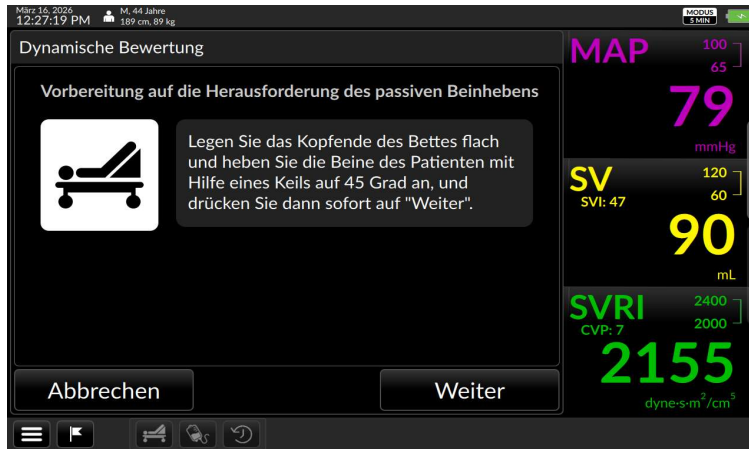 März 16, 2026
12:27:19 PM
M, 44 Jahre
189 cm, 89 kg
MODUS
5 MIN
Dynamische Bewertung
Vorbereitung auf die Herausforderung des passiven Beinhebens
Legen Sie das Kopfende des Bettes flach
und heben Sie die Beine des Patienten mit
Hilfe eines Keils auf 45 Grad an, und
drücken Sie dann sofort auf "Weiter".
Abbrechen
Weiter
MAP
100
65
79
mmHg
SV
SVI: 47
120
60
90
mL
SVRI
CVP: 7
2400
2000
2155
dyne·s·m²/cm⁵